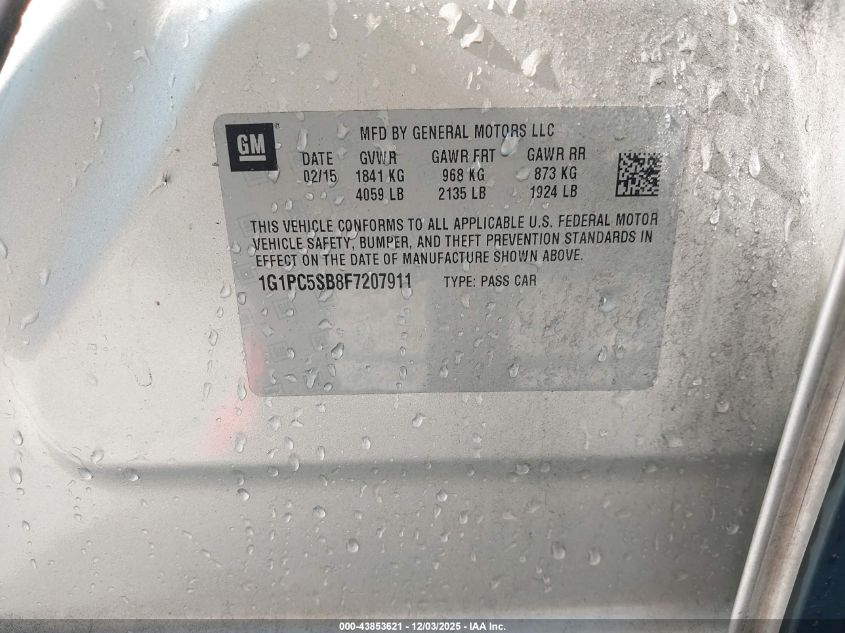 GM ®
MFD BY GENERAL MOTORS LLC
DATE GVWR GAWR FRT GAWR RR
02/15 1841 KG 968 KG 873 KG
4059 LB 2135 LB 1924 LB
THIS VEHICLE CONFORMS TO ALL APPLICABLE U.S. FEDERAL MOTOR
VEHICLE SAFETY, BUMPER, AND THEFT PREVENTION STANDARDS IN
EFFECT ON THE DATE OF MANUFACTURE SHOWN ABOVE.
1G1PC5SB8F7207911 TYPE: PASS CAR
000-43853621 - 12/03/2025 - IAA Inc.